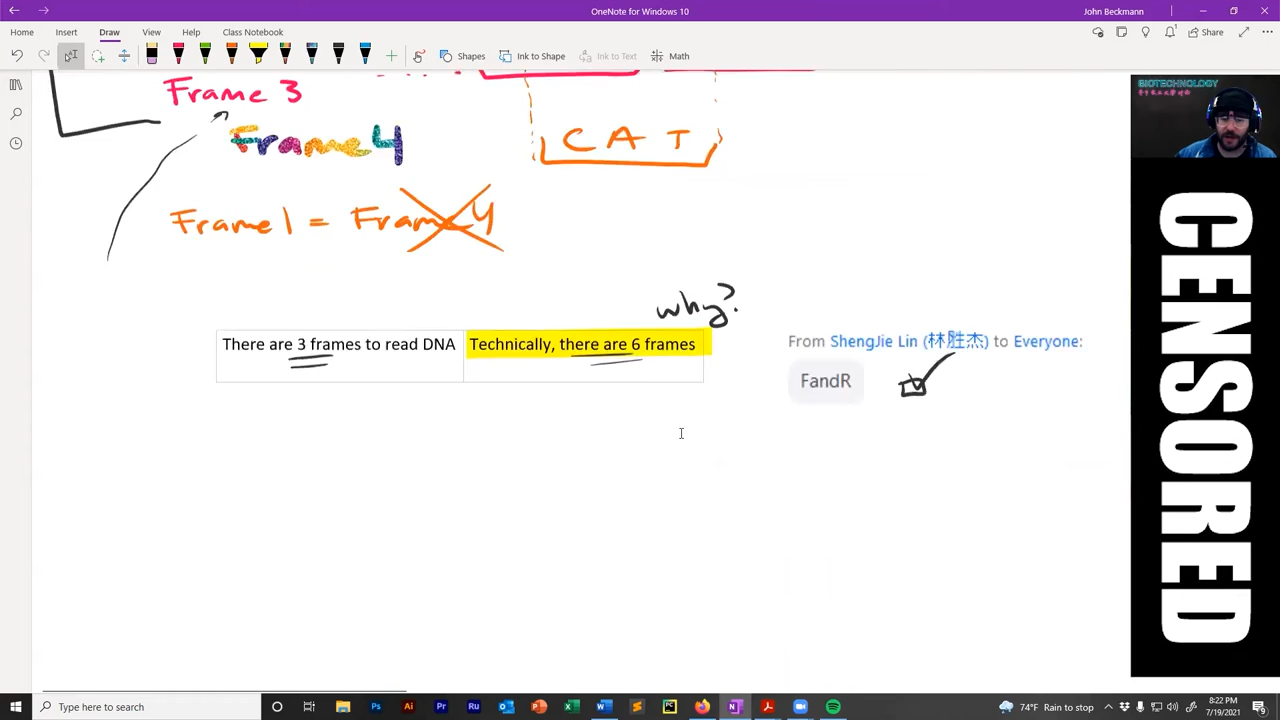 OneNote for Windows 10
John Beckmann
Home
Insert
Draw
View
Help
Class Notebook
Share
Shapes
Ink to Shape
Ink to Text
Math
Frame 3
Frame 4
CAT
Frame 1 = Frame 4
why?
There are 3 frames to read DNA
Technically, there are 6 frames
From ShengJie Lin (林胜杰) to Everyone:
FandR
BIOTECHNOLOGY
CENSORED
Type here to search
74°F Rain to stop
8:22 PM
7/19/2021